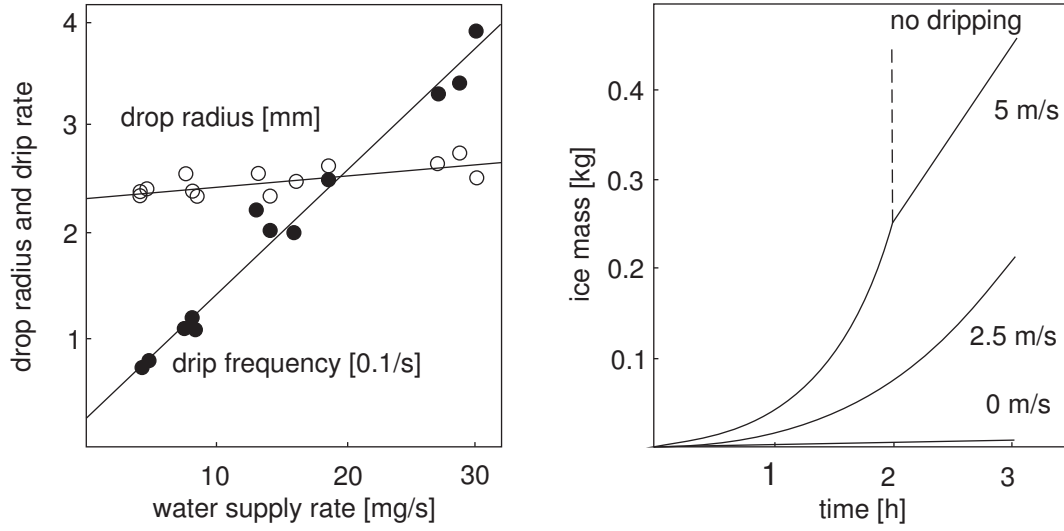 4
3
2
1
drop radius and drip rate
drop radius [mm]
drip frequency [0.1/s]
10
20
30
water supply rate [mg/s]
no dripping
0.4
0.3
0.2
0.1
ice mass [kg]
5 m/s
2.5 m/s
0 m/s
1
2
3
time [h]